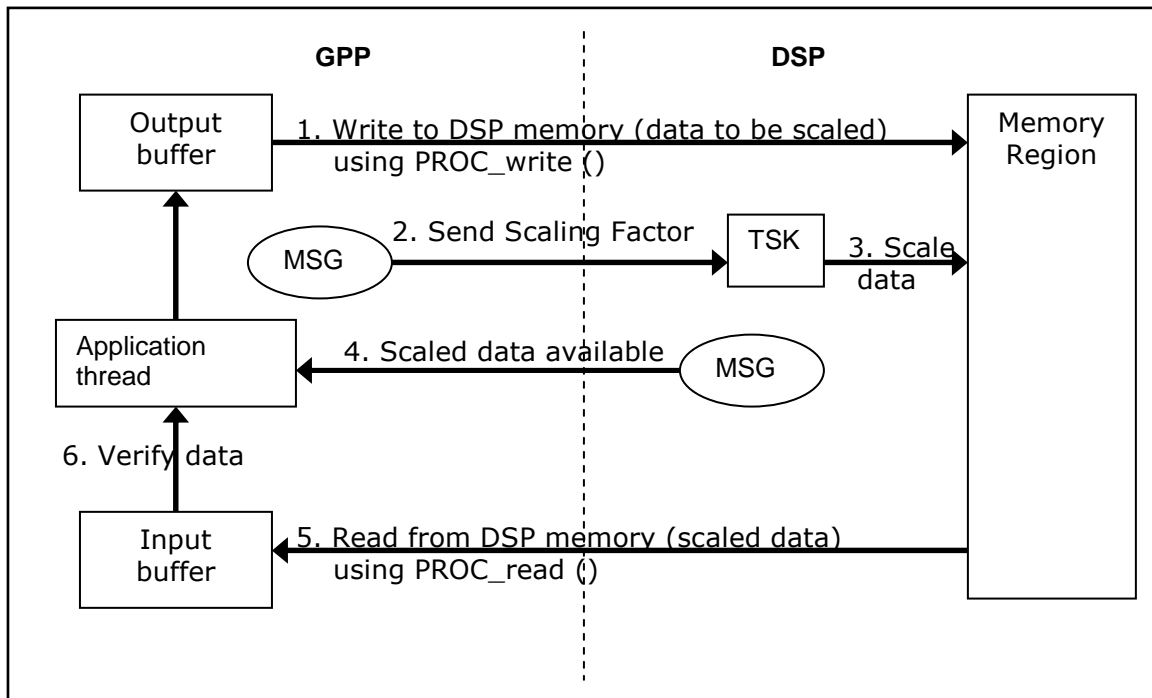 GPP
DSP
Output
buffer
1. Write to DSP memory (data to be scaled)
using PROC_write ()
Memory
Region
MSG
2. Send Scaling Factor
TSK
3. Scale
data
Application
thread
4. Scaled data available
MSG
6. Verify data
Input
buffer
5. Read from DSP memory (scaled data)
using PROC_read ()